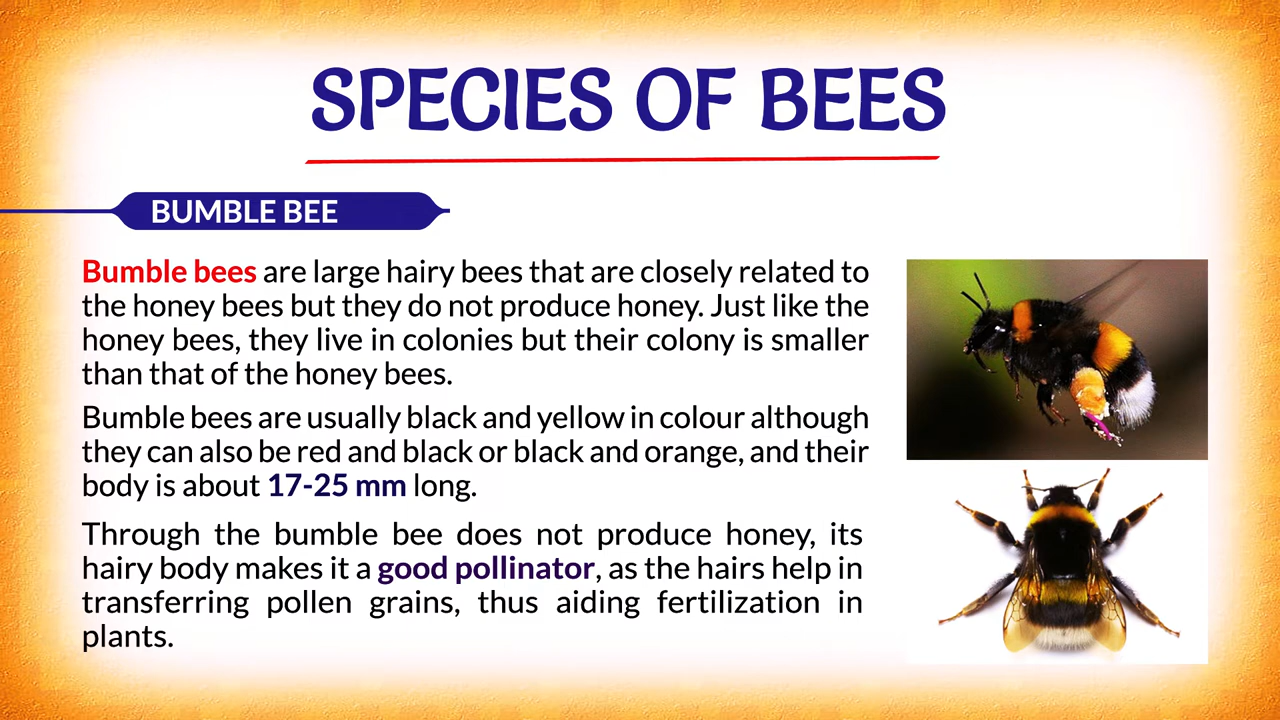 SPECIES OF BEES
BUMBLE BEE
Bumble bees are large hairy bees that are closely related to
the honey bees but they do not produce honey. Just like the
honey bees, they live in colonies but their colony is smaller
than that of the honey bees.
Bumble bees are usually black and yellow in colour although
they can also be red and black or black and orange, and their
body is about 17-25 mm long.
Through the bumble bee does not produce honey, its
hairy body makes it a good pollinator, as the hairs help in
transferring pollen grains, thus aiding fertilization in
plants.